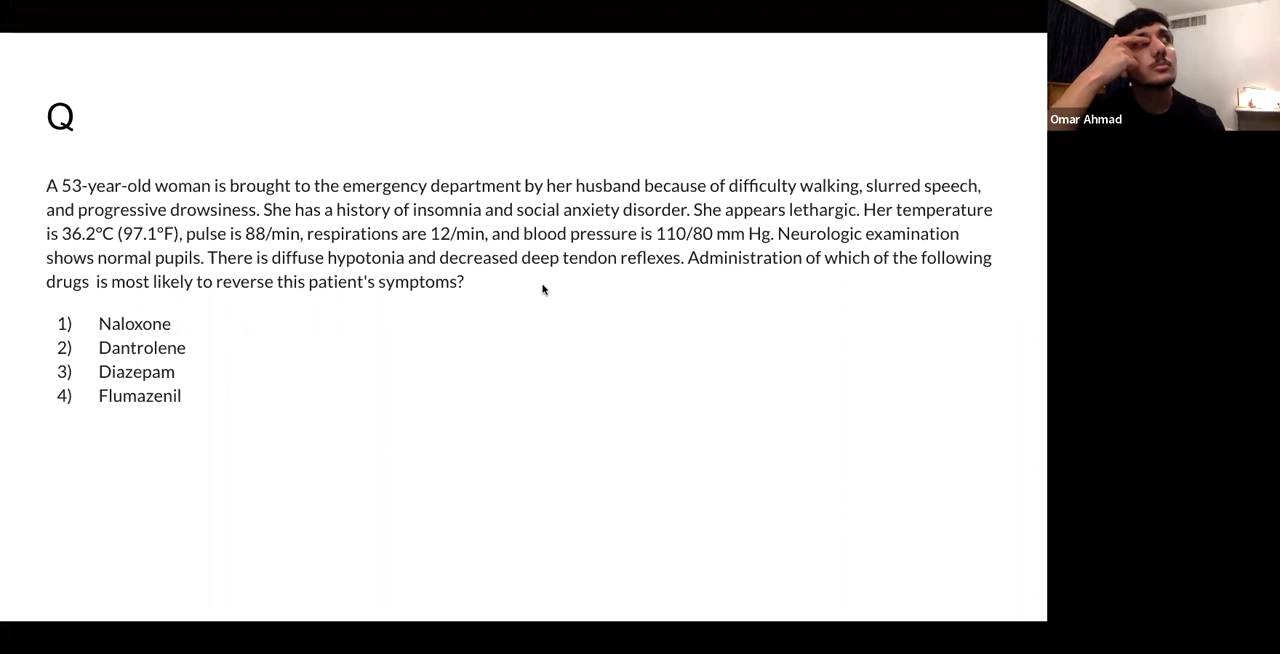 Q
A 53-year-old woman is brought to the emergency department by her husband because of difficulty walking, slurred speech,
and progressive drowsiness. She has a history of insomnia and social anxiety disorder. She appears lethargic. Her temperature
is 36.2°C (97.1°F), pulse is 88/min, respirations are 12/min, and blood pressure is 110/80 mm Hg. Neurologic examination
shows normal pupils. There is diffuse hypotonia and decreased deep tendon reflexes. Administration of which of the following
drugs  is most likely to reverse this patient's symptoms?
1) Naloxone
2) Dantrolene
3) Diazepam
4) Flumazenil
Omar Ahmad